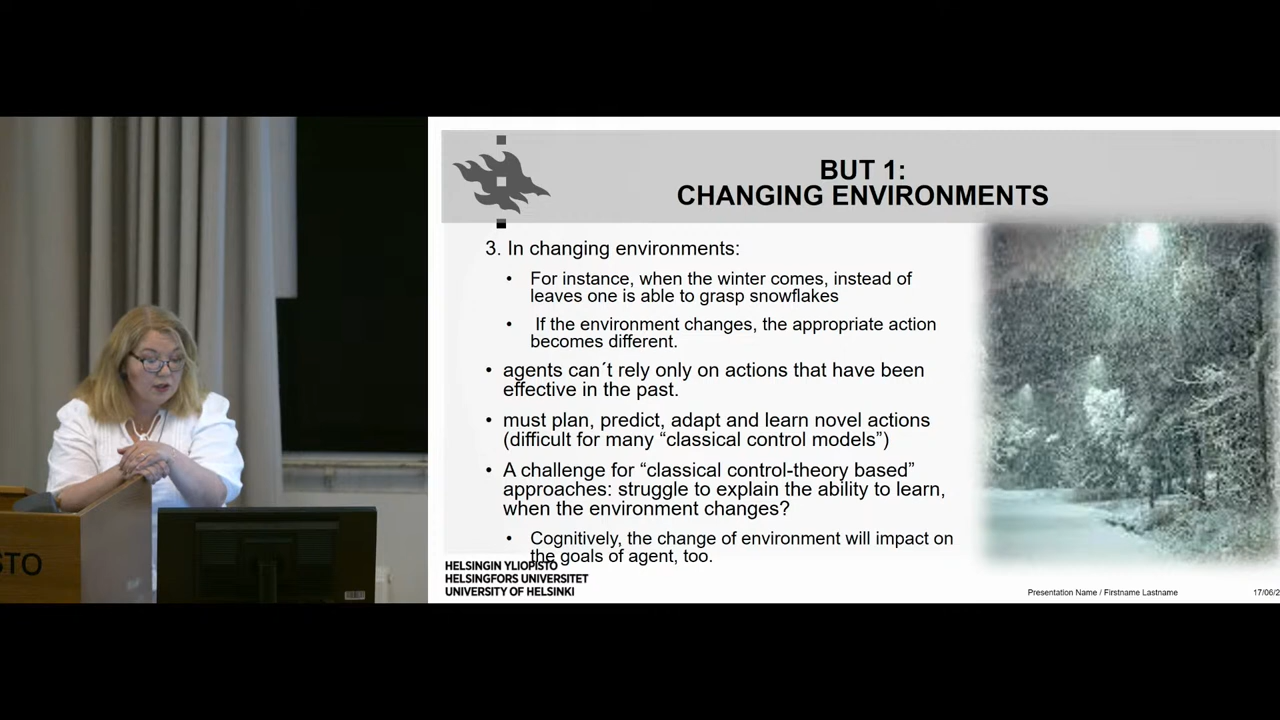 BUT 1:
CHANGING ENVIRONMENTS
3. In changing environments:
• For instance, when the winter comes, instead of
leaves one is able to grasp snowflakes
• If the environment changes, the appropriate action
becomes different.
• agents can´t rely only on actions that have been
effective in the past.
• must plan, predict, adapt and learn novel actions
(difficult for many “classical control models”)
• A challenge for “classical control-theory based”
approaches: struggle to explain the ability to learn,
when the environment changes?
• Cognitively, the change of environment will impact on
the goals of agent, too.
HELSINGIN YLIOPISTO
HELSINGFORS UNIVERSITET
UNIVERSITY OF HELSINKI
Presentation Name / Firstname Lastname
17/06/2
STO